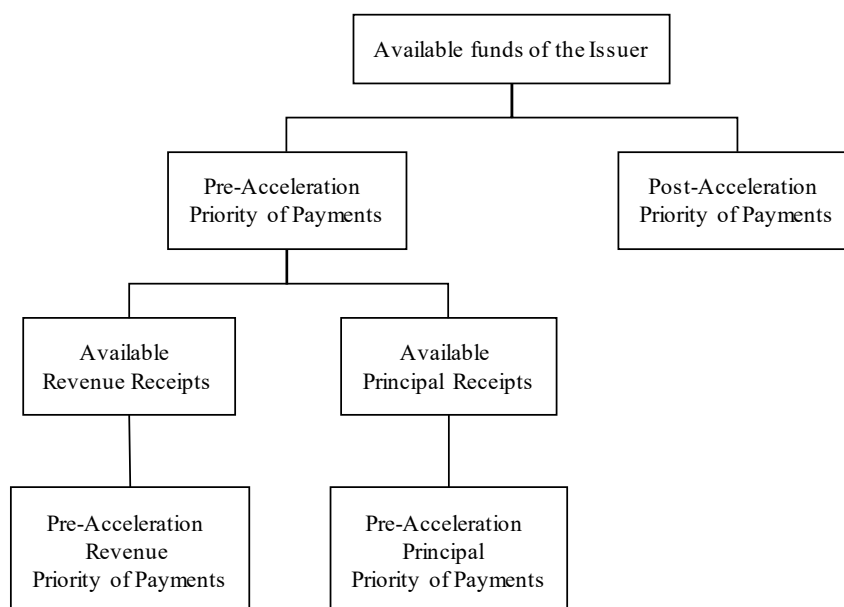 Available funds of the Issuer
Pre-Acceleration
Priority of Payments
Post-Acceleration
Priority of Payments
Available
Revenue Receipts
Available
Principal Receipts
Pre-Acceleration
Revenue
Priority of Payments
Pre-Acceleration
Principal
Priority of Payments